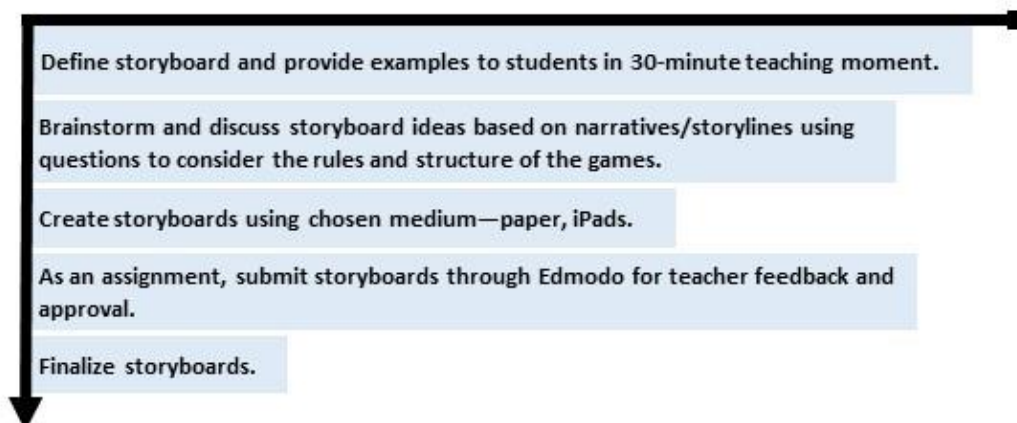 Define storyboard and provide examples to students in 30-minute teaching moment.
Brainstorm and discuss storyboard ideas based on narratives/storylines using
questions to consider the rules and structure of the games.
Create storyboards using chosen medium—paper, iPads.
As an assignment, submit storyboards through Edmodo for teacher feedback and
approval.
Finalize storyboards.